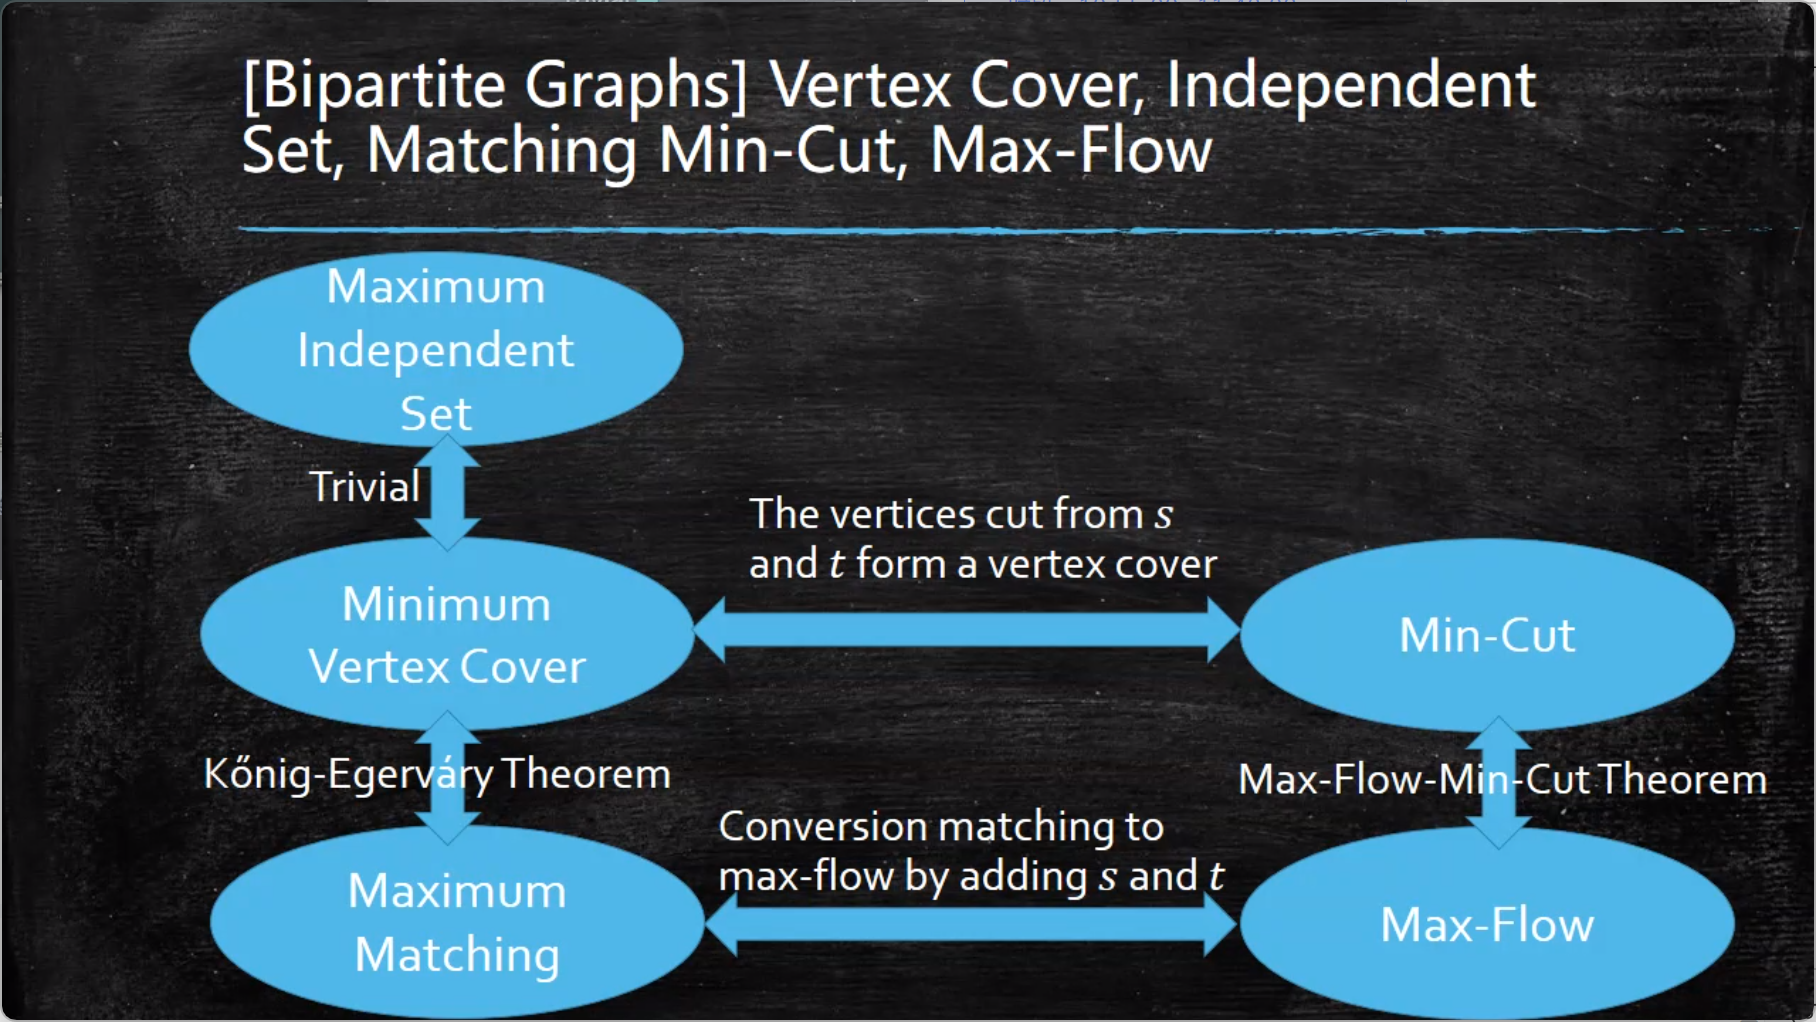 [Bipartite Graphs] Vertex Cover, Independent
Set, Matching Min-Cut, Max-Flow
Maximum
Independent
Set
Trivial
The vertices cut from s
and t form a vertex cover
Minimum
Vertex Cover
Min-Cut
Kőnig-Egerváry Theorem
Max-Flow-Min-Cut Theorem
Conversion matching to
max-flow by adding s and t
Maximum
Matching
Max-Flow